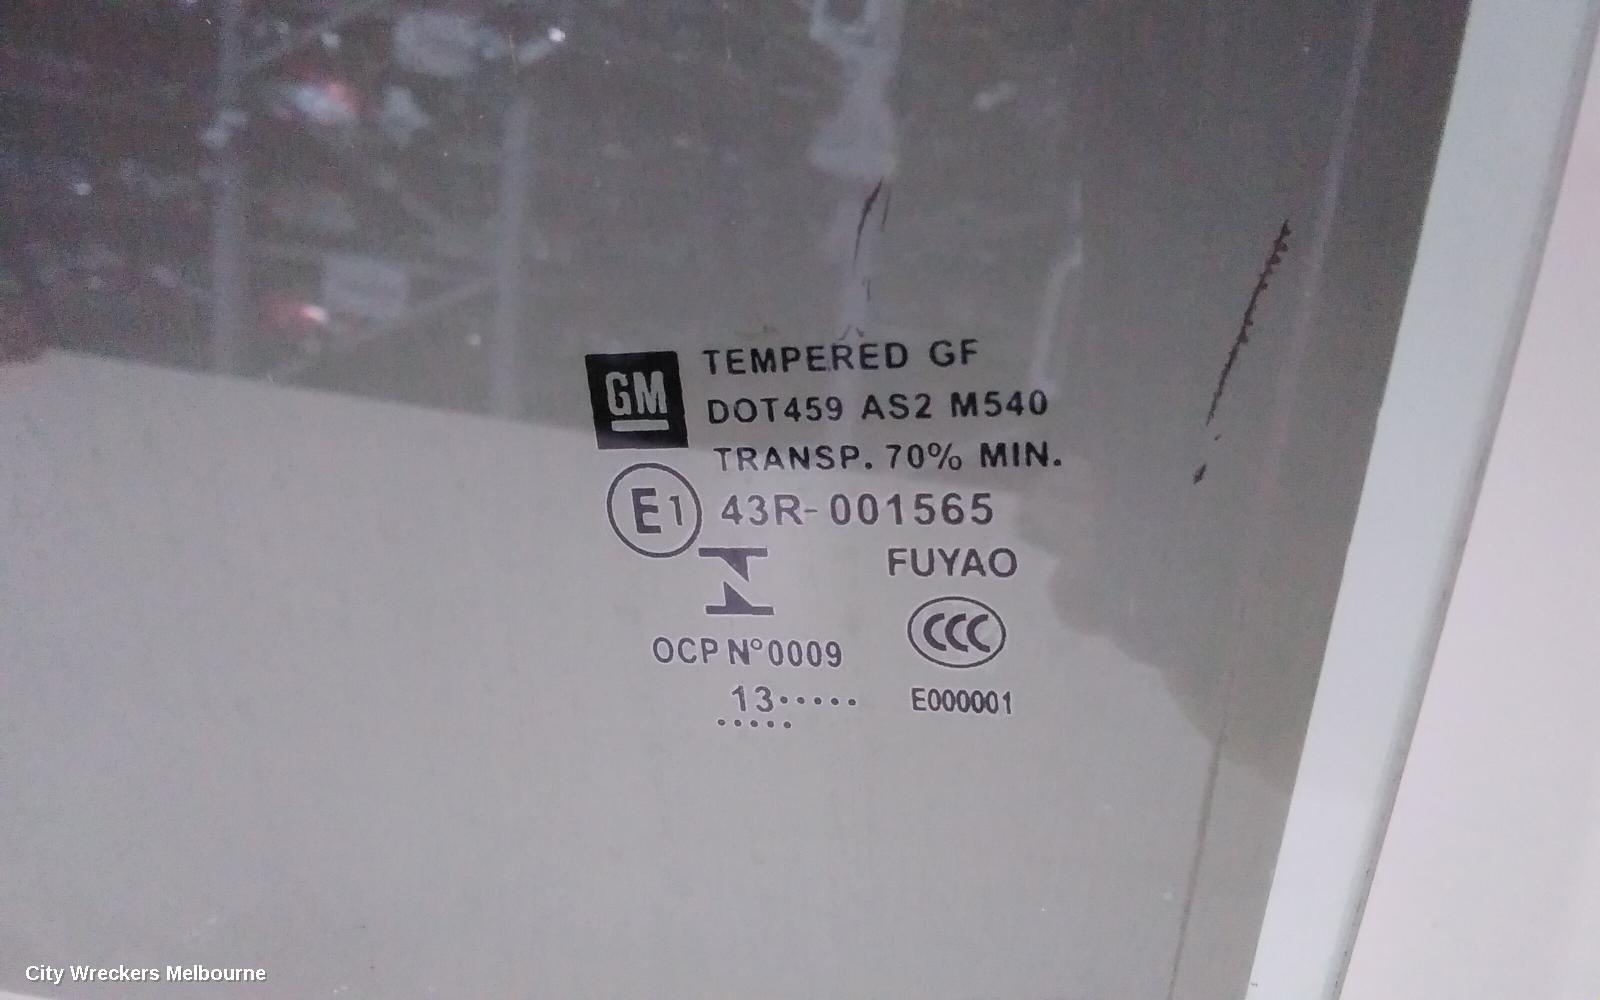 GM
TEMPERED GF
DOT459 AS2 M540
TRANSP. 70% MIN.
E1 43R-001565
FUYAO
CCC
OCP N°0009
13·····
·····
E000001
City Wreckers Melbourne